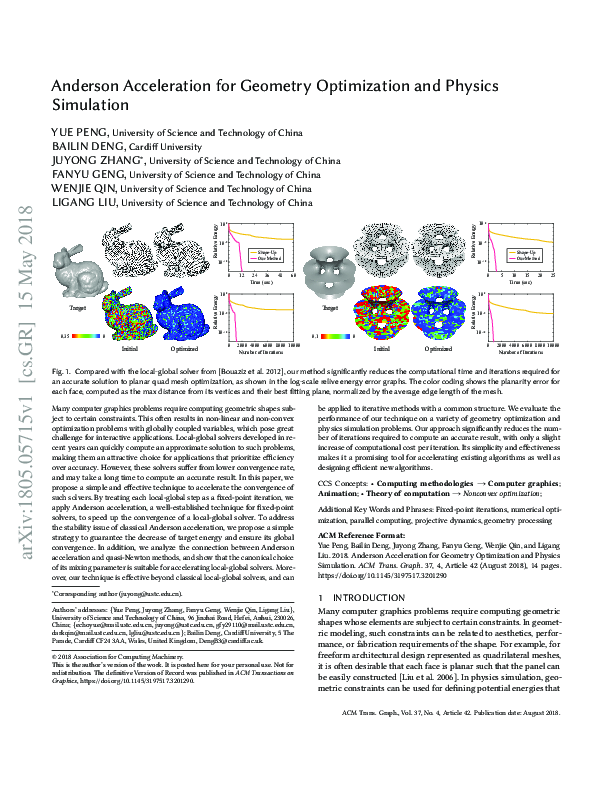 Anderson Acceleration for Geometry Optimization and Physics
Simulation
YUE PENG, University of Science and Technology of China
BAILIN DENG, Cardiff University
JUYONG ZHANG*, University of Science and Technology of China
FANYU GENG, University of Science and Technology of China
WENJIE QIN, University of Science and Technology of China
LIGANG LIU, University of Science and Technology of China
arXiv:1805.05715v1 [cs.GR] 15 May 2018
Target
0.35
0
Initial
Optimized
Relative Energy
Shape-Up
Our Method
0 12 24 36 48 60
Time (sec)
Relative Energy
0 2000 4000 6000 8000 10000
Number of Iterations
Target
0.1
0
Initial
Optimized
Relative Energy
Shape-Up
Our Method
0 5 10 15 20 25
Time (sec)
Relative Energy
0 2000 4000 6000 8000 10000
Number of Iterations
Fig. 1. Compared with the local-global solver from [Bouaziz et al. 2012], our method significantly reduces the computational time and iterations required for
an accurate solution to planar quad mesh optimization, as shown in the log-scale relive energy error graphs. The color coding shows the planarity error for
each face, computed as the max distance from its vertices and their best fitting plane, normalized by the average edge length of the mesh.
Many computer graphics problems require computing geometric shapes sub-
ject to certain constraints. This often results in non-linear and non-convex
optimization problems with globally coupled variables, which pose great
challenge for interactive applications. Local-global solvers developed in re-
cent years can quickly compute an approximate solution to such problems,
making them an attractive choice for applications that prioritize efficiency
over accuracy. However, these solvers suffer from lower convergence rate,
and may take a long time to compute an accurate result. In this paper, we
propose a simple and effective technique to accelerate the convergence of
such solvers. By treating each local-global step as a fixed-point iteration, we
apply Anderson acceleration, a well-established technique for fixed-point
solvers, to speed up the convergence of a local-global solver. To address
the stability issue of classical Anderson acceleration, we propose a simple
strategy to guarantee the decrease of target energy and ensure its global
convergence. In addition, we analyze the connection between Anderson
acceleration and quasi-Newton methods, and show that the canonical choice
of its mixing parameter is suitable for accelerating local-global solvers. More-
over, our technique is effective beyond classical local-global solvers, and can
*Corresponding author (juyong@ustc.edu.cn).
Authors' addresses: {Yue Peng, Juyong Zhang, Fanyu Geng, Wenjie Qin, Ligang Liu},
University of Science and Technology of China, 96 Jinzhai Road, Hefei, Anhui, 230026,
China; {echoyue@mail.ustc.edu.cn, juyong@ustc.edu.cn, gfy29110@mail.ustc.edu.cn,
dark­qin@mail.ustc.edu.cn, lgliu@ustc.edu.cn }; Bailin Deng, Cardiff University, 5 The
Parade, Cardiff CF24 3AA, Wales, United Kingdom, DengB3@cardiff.ac.uk.
© 2018 Association for Computing Machinery.
This is the author's version of the work. It is posted here for your personal use. Not for
redistribution. The definitive Version of Record was published in ACM Transactions on
Graphics, https://doi.org/10.1145/3197517.3201290.
be applied to iterative methods with a common structure. We evaluate the
performance of our technique on a variety of geometry optimization and
physics simulation problems. Our approach significantly reduces the num-
ber of iterations required to compute an accurate result, with only a slight
increase of computational cost per iteration. Its simplicity and effectiveness
makes it a promising tool for accelerating existing algorithms as well as
designing efficient new algorithms.
CCS Concepts: • Computing methodologies → Computer graphics;
Animation; • Theory of computation → Nonconvex optimization;
Additional Key Words and Phrases: Fixed-point iterations, numerical opti-
mization, parallel computing, projective dynamics, geometry processing
ACM Reference Format:
Yue Peng, Bailin Deng, Juyong Zhang, Fanyu Geng, Wenjie Qin, and Ligang
Liu. 2018. Anderson Acceleration for Geometry Optimization and Physics
Simulation. ACM Trans. Graph. 37, 4, Article 42 (August 2018), 14 pages.
https://doi.org/10.1145/3197517.3201290
1 INTRODUCTION
Many computer graphics problems require computing geometric
shapes whose elements are subject to certain constraints. In geomet-
ric modeling, such constraints can be related to aesthetics, perfor-
mance, or fabrication requirements of the shape. For example, for
freeform architectural design represented as quadrilateral meshes,
it is often desirable that each face is planar such that the panel can
be easily constructed [Liu et al. 2006]. In physics simulation, geo-
metric constraints can be used for defining potential energies that
ACM Trans. Graph., Vol. 37, No. 4, Article 42. Publication date: August 2018.